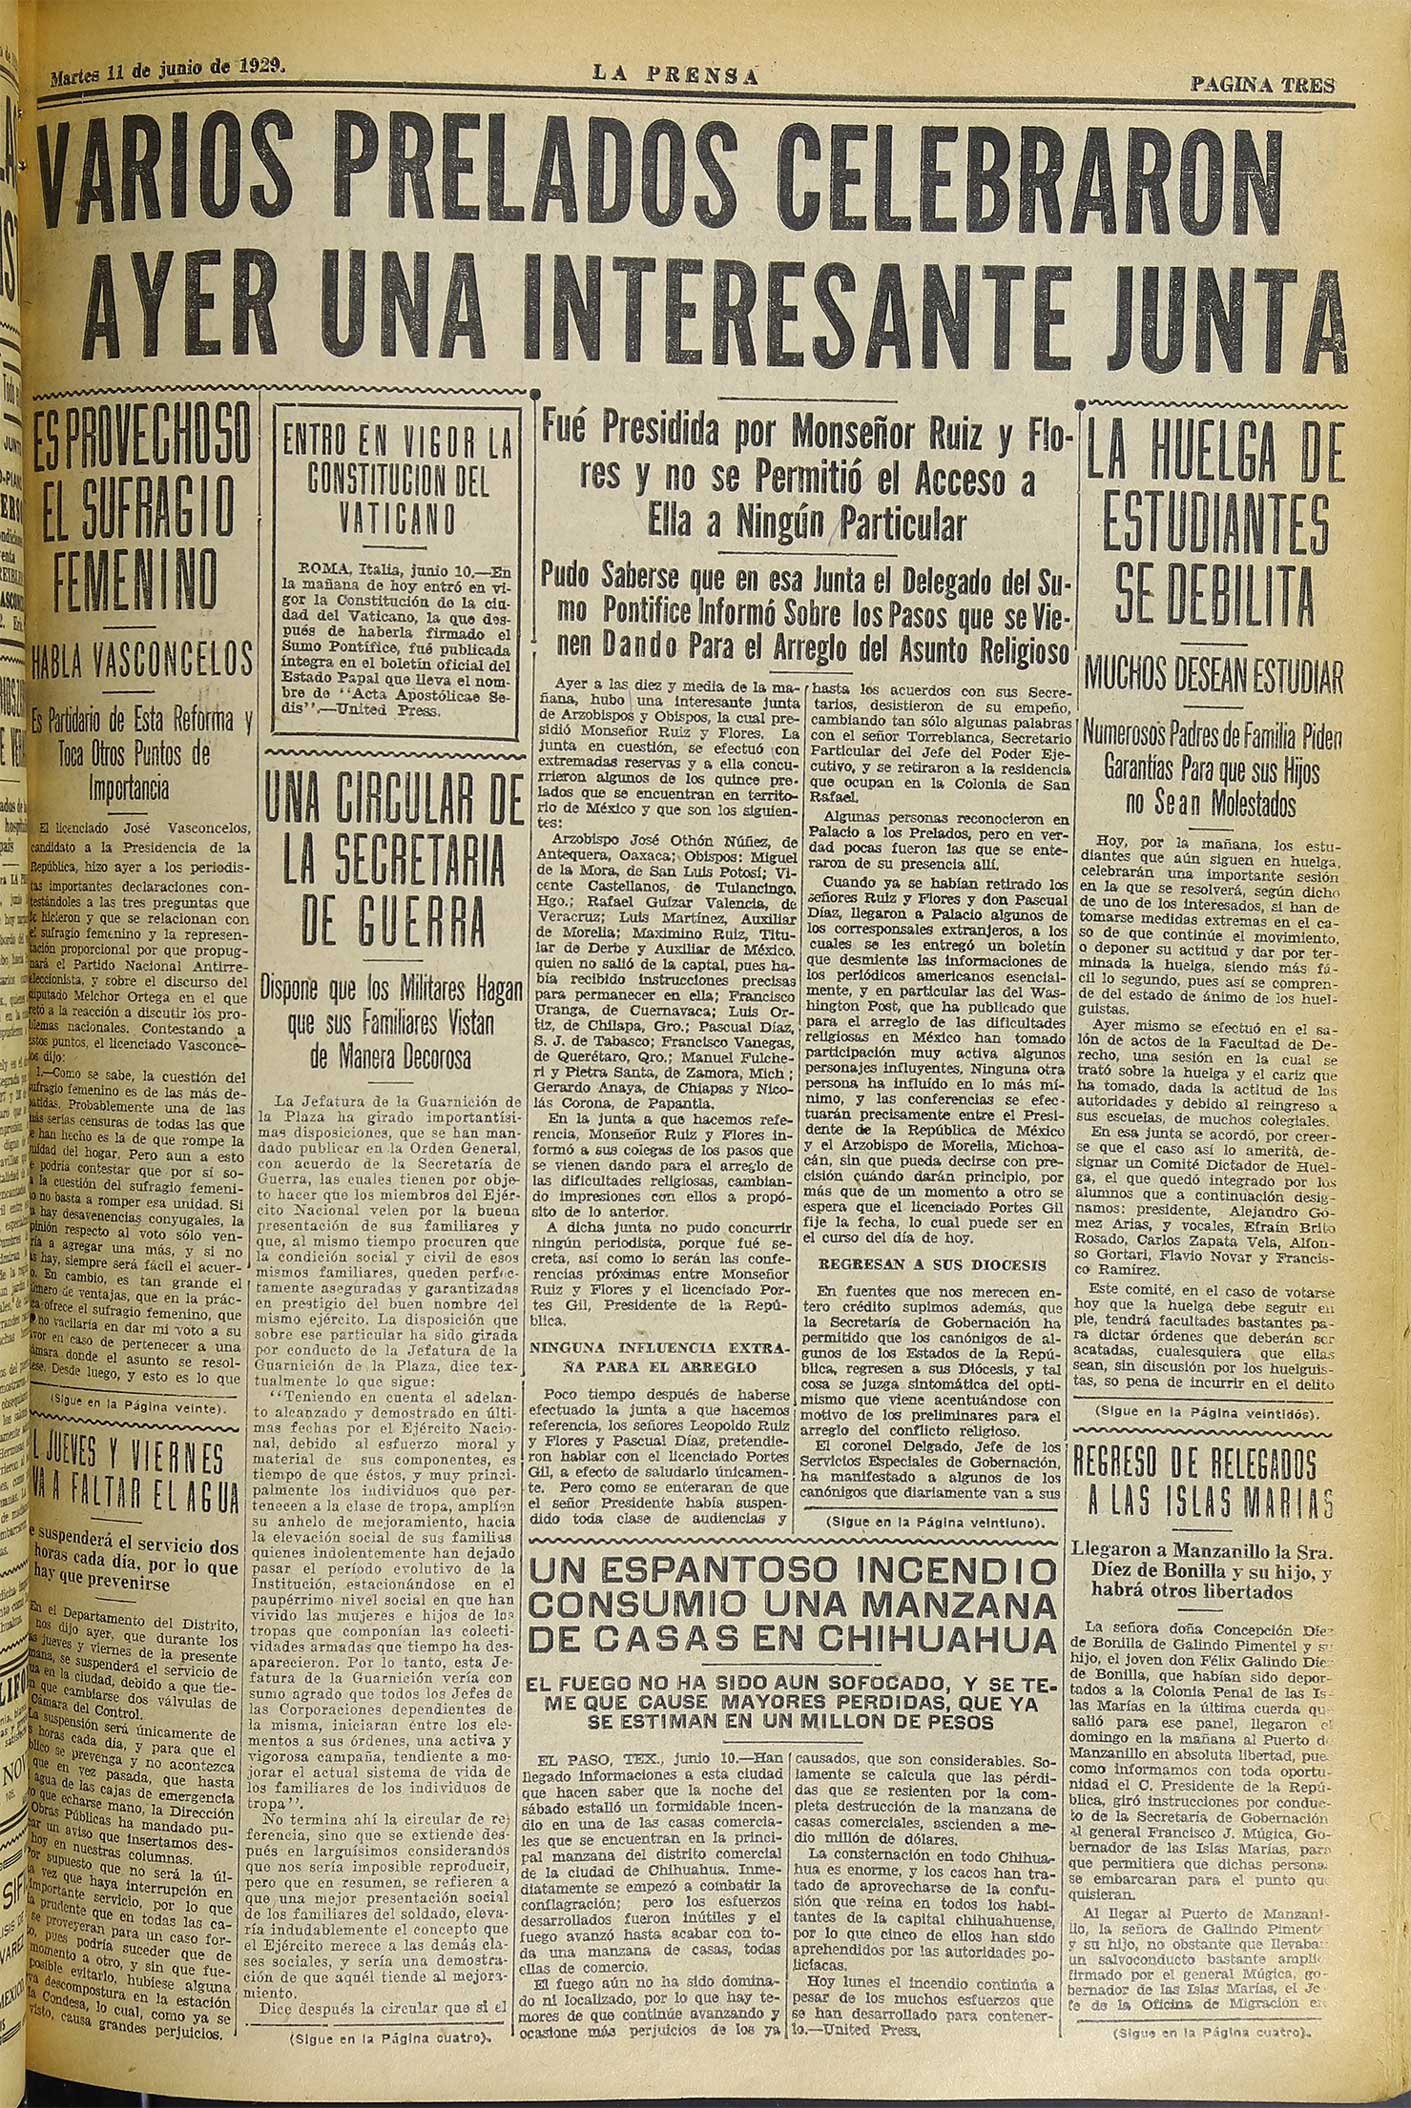 Martes 11 de junio de 1929.
LA PRENSA
PAGINA TRES
VARIOS PRELADOS CELEBRARON
AYER UNA INTERESANTE JUNTA
ES PROVECHOSO
EL SUFRAGIO
FEMENINO
HABLA VASCONCELOS
Es Partidario de Esta Reforma y
Toca Otros Puntos de
Importancia
El licenciado José Vasconcelos,
candidato a la Presidencia de la
República, hizo ayer a los periodis-
tas importantes declaraciones con-
testándoles a las tres preguntas que
le hicieron y que se relacionan con
el sufragio femenino y la represen-
tación proporcional por que propug-
nará el Partido Nacional Antirre-
eleccionista, y sobre el discurso del
diputado Melchor Ortega en el que
retó a la reacción a discutir los pro-
blemas nacionales. Contestando a
estos puntos, el licenciado Vasconce-
los dijo:
1.—Como se sabe, la cuestión del
sufragio femenino es de las más de-
batidas. Probablemente una de las
más serias censuras de todas las que
se han hecho es la de que rompe la
unidad del hogar. Pero aun a esto
se podría contestar que por sí so-
la la cuestión del sufragio femeni-
no no basta a romper esa unidad. Si
hay desavenencias conyugales, la
opinión respecto al voto sólo ven-
dría a agregar una más, y si no
las hay, siempre será fácil el acuer-
do. En cambio, es tan grande el
número de ventajas, que en la prác-
tica ofrece el sufragio femenino, que
no vacilaría en dar mi voto a su
favor en caso de pertenecer a una
cámara donde el asunto se resol-
viese. Desde luego, y esto es lo que
(Sigue en la Página veinte).
JUEVES Y VIERNES
VA A FALTAR EL AGUA
Se suspenderá el servicio dos
horas cada día, por lo que
hay que prevenirse
En el Departamento del Distrito,
nos dijo ayer, que durante los
días jueves y viernes de la presente
semana, se suspenderá el servicio de
agua en la ciudad, debido a que tie-
nen que cambiarse dos válvulas de
la Cámara del Control.
La suspensión será únicamente de
horas cada día, y para que el
público se prevenga y no acontezca
que en vez pasada, que hasta
agua de las cajas de emergencia
que echarse mano, la Dirección
Obras Públicas ha mandado pu-
blicar un aviso que insertamos des-
de hoy en nuestras columnas.
Por supuesto que no será la úl-
tima vez que haya interrupción en
importante servicio, por lo que
prudente que en todas las ca-
sas se proveyeran para un caso for-
tuito, pues podría suceder que de
momento a otro, y sin que fue-
posible evitarlo, hubiese alguna
descompostura en la estación
la Condesa, lo cual, como ya se
visto, causa grandes perjuicios.
ENTRO EN VIGOR LA
CONSTITUCION DEL
VATICANO
ROMA, Italia, junio 10.—En
la mañana de hoy entró en vi-
gor la Constitución de la ciu-
dad del Vaticano, la que des-
pués de haberla firmado el
Sumo Pontífice, fué publicada
íntegra en el boletín oficial del
Estado Papal que lleva el nom-
bre de "Acta Apostólicae Se-
dis".—United Press.
UNA CIRCULAR DE
LA SECRETARIA
DE GUERRA
Dispone que los Militares Hagan
que sus Familiares Vistan
de Manera Decorosa
La Jefatura de la Guarnición de
la Plaza ha girado importantísi-
mas disposiciones, que se han man-
dado publicar en la Orden General,
con acuerdo de la Secretaría de
Guerra, las cuales tienen por obje-
to hacer que los miembros del Ejér-
cito Nacional velen por la buena
presentación de sus familiares y
que, al mismo tiempo procuren que
la condición social y civil de esos
mismos familiares, queden perfec-
tamente aseguradas y garantizadas
en prestigio del buen nombre del
mismo ejército. La disposición que
sobre ese particular ha sido girada
por conducto de la Jefatura de la
Guarnición de la Plaza, dice tex-
tualmente lo que sigue:
"Teniendo en cuenta el adelan-
to alcanzado y demostrado en últi-
mas fechas por el Ejército Nacio-
nal, debido al esfuerzo moral y
material de sus componentes, es
tiempo de que éstos, y muy princi-
palmente los individuos que per-
tenecen a la clase de tropa, amplíen
su anhelo de mejoramiento, hacia
la elevación social de sus familias
quienes indolentemente han dejado
pasar el período evolutivo de la
Institución, estacionándose en el
paupérrimo nivel social en que han
vivido las mujeres e hijos de las
tropas que componían las colecti-
vidades armadas que tiempo ha des-
aparecieron. Por lo tanto, esta Je-
fatura de la Guarnición vería con
sumo agrado que todos los Jefes de
las Corporaciones dependientes de
la misma, iniciaran entre los ele-
mentos a sus órdenes, una activa y
vigorosa campaña, tendiente a me-
jorar el actual sistema de vida de
los familiares de los individuos de
tropa".
No termina ahí la circular de re-
ferencia, sino que se extiende des-
pués en larguísimos considerandos
que nos sería imposible reproducir,
pero que en resumen, se refieren a
que una mejor presentación social
de los familiares del soldado, eleva-
ría indudablemente el concepto que
el Ejército merece a las demás cla-
ses sociales, y sería una demostra-
ción de que aquél tiende al mejora-
miento.
Dice después la circular que si el
(Sigue en la Página cuatro).
Fué Presidida por Monseñor Ruiz y Flo-
res y no se Permitió el Acceso a
Ella a Ningún Particular
Pudo Saberse que en esa Junta el Delegado del Su-
mo Pontifice Informó Sobre los Pasos que se Vie-
nen Dando Para el Arreglo del Asunto Religioso
Ayer a las diez y media de la ma-
ñana, hubo una interesante junta
de Arzobispos y Obispos, la cual pre-
sidió Monseñor Ruiz y Flores. La
junta en cuestión, se efectuó con
extremadas reservas y a ella concu-
rrieron algunos de los quince pre-
lados que se encuentran en territo-
rio de México y que son los siguien-
tes:
Arzobispo José Othón Núñez, de
Antequera, Oaxaca; Obispos: Miguel
de la Mora, de San Luis Potosí; Vi-
cente Castellanos, de Tulancingo,
Hgo.; Rafael Guízar Valencia, de
Veracruz; Luis Martínez, Auxiliar
de Morelia; Maximino Ruiz, Titu-
lar de Derbe y Auxiliar de México,
quien no salió de la captal, pues ha-
bía recibido instrucciones precisas
para permanecer en ella; Francisco
Uranga, de Cuernavaca; Luis Or-
tiz, de Chilapa, Gro.; Pascual Díaz,
S. J. de Tabasco; Francisco Vanegas,
de Querétaro, Qro.; Manuel Fulche-
ri y Pietra Santa, de Zamora, Mich;
Gerardo Anaya, de Chiapas y Nico-
lás Corona, de Papantla.
En la junta a que hacemos refe-
rencia, Monseñor Ruiz y Flores in-
formó a sus colegas de los pasos que
se vienen dando para el arreglo de
las dificultades religiosas, cambian-
do impresiones con ellos a propó-
sito de lo anterior.
A dicha junta no pudo concurrir
ningún periodista, porque fué se-
creta, así como lo serán las confe-
rencias próximas entre Monseñor
Ruiz y Flores y el licenciado Por-
tes Gil, Presidente de la Repú-
blica.
NINGUNA INFLUENCIA EXTRA-
ÑA PARA EL ARREGLO
Poco tiempo después de haberse
efectuado la junta a que hacemos
referencia, los señores Leopoldo Ruiz
y Flores y Pascual Díaz, pretendie-
ron hablar con el licenciado Portes
Gil, a efecto de saludarlo únicamen-
te. Pero como se enteraran de que
el señor Presidente había suspen-
dido toda clase de audiencias y
hasta los acuerdos con sus Secre-
tarios, desistieron de su empeño,
cambiando tan sólo algunas palabras
con el señor Torreblanca, Secretario
Particular del Jefe del Poder Eje-
cutivo, y se retiraron a la residencia
que ocupan en la Colonia de San
Rafael.
Algunas personas reconocieron en
Palacio a los Prelados, pero en ver-
dad pocas fueron las que se ente-
raron de su presencia allí.
Cuando ya se habían retirado los
señores Ruiz y Flores y don Pascual
Díaz, llegaron a Palacio algunos de
los corresponsales extranjeros, a los
cuales se les entregó un boletín
que desmiente las informaciones de
los periódicos americanos esencial-
mente, y en particular las del Was-
hington Post, que ha publicado que
para el arreglo de las dificultades
religiosas en México han tomado
participación muy activa algunos
personajes influyentes. Ninguna otra
persona ha influído en lo más mí-
nimo, y las conferencias se efec-
tuarán precisamente entre el Presi-
dente de la República de México
y el Arzobispo de Morelia, Michoa-
cán, sin que pueda decirse con pre-
cisión cuándo darán principio, por
más que de un momento a otro se
espera que el licenciado Portes Gil
fije la fecha, lo cual puede ser en
el curso del día de hoy.
REGRESAN A SUS DIOCESIS
En fuentes que nos merecen en-
tero crédito supimos además, que
la Secretaría de Gobernación ha
permitido que los canónigos de al-
gunos de los Estados de la Repú-
blica, regresen a sus Diócesis, y tal
cosa se juzga sintomática del opti-
mismo que viene acentuándose con
motivo de los preliminares para el
arreglo del conflicto religioso.
El coronel Delgado, Jefe de los
Servicios Especiales de Gobernación,
ha manifestado a algunos de los
canónigos que diariamente van a sus
(Sigue en la Página veintiuno).
UN ESPANTOSO INCENDIO
CONSUMIO UNA MANZANA
DE CASAS EN CHIHUAHUA
EL FUEGO NO HA SIDO AUN SOFOCADO, Y SE TE-
ME QUE CAUSE MAYORES PERDIDAS, QUE YA
SE ESTIMAN EN UN MILLON DE PESOS
EL PASO, TEX., junio 10.—Han
llegado informaciones a esta ciudad
que hacen saber que la noche del
sábado estalló un formidable incen-
dio en una de las casas comercia-
les que se encuentran en la princi-
pal manzana del distrito comercial
de la ciudad de Chihuahua. Inme-
diatamente se empezó a combatir la
conflagración; pero los esfuerzos
desarrollados fueron inútiles y el
fuego avanzó hasta acabar con to-
da una manzana de casas, todas
ellas de comercio.
El fuego aún no ha sido domina-
do ni localizado, por lo que hay te-
mores de que continúe avanzando y
ocasione más perjuicios de los ya
causados, que son considerables. So-
lamente se calcula que las pérdi-
das que se resienten por la com-
pleta destrucción de la manzana de
casas comerciales, ascienden a me-
dio millón de dólares.
La consternación en todo Chihua-
hua es enorme, y los cacos han tra-
tado de aprovecharse de la confu-
sión que reina en todos los habi-
tantes de la capital chihuahuense,
por lo que cinco de ellos han sido
aprehendidos por las autoridades po-
licíacas.
Hoy lunes el incendio continúa a
pesar de los muchos esfuerzos que
se han desarrollado para contener-
lo.—United Press.
LA HUELGA DE
ESTUDIANTES
SE DEBILITA
MUCHOS DESEAN ESTUDIAR
Numerosos Padres de Familia Piden
Garantías Para que sus Hijos
no Sean Molestados
Hoy, por la mañana, los estu-
diantes que aún siguen en huelga,
celebrarán una importante sesión
en la que se resolverá, según dicho
de uno de los interesados, si han de
tomarse medidas extremas en el ca-
so de que continúe el movimiento,
o deponer su actitud y dar por ter-
minada la huelga, siendo más fá-
cil lo segundo, pues así se compren-
de del estado de ánimo de los huel-
guistas.
Ayer mismo se efectuó en el sa-
lón de actos de la Facultad de De-
recho, una sesión en la cual se
trató sobre la huelga y el cariz que
ha tomado, dada la actitud de las
autoridades y debido al reingreso a
sus escuelas, de muchos colegiales.
En esa junta se acordó, por creer-
se que el caso así lo amerita, de-
signar un Comité Dictador de Huel-
ga, el que quedó integrado por los
alumnos que a continuación desig-
namos: presidente, Alejandro Gó-
mez Arias, y vocales, Efraín Brito
Rosado, Carlos Zapata Vela, Alfon-
so Gortari, Flavio Novar y Francis-
co Ramírez.
Este comité, en el caso de votarse
hoy que la huelga debe seguir en
pie, tendrá facultades bastantes pa-
ra dictar órdenes que deberán ser
acatadas, cualesquiera que ellas
sean, sin discusión por los huelguis-
tas, so pena de incurrir en el delito
(Sigue en la Página veintidós).
REGRESO DE RELEGADOS
A LAS ISLAS MARIAS
Llegaron a Manzanillo la Sra.
Díez de Bonilla y su hijo, y
habrá otros libertados
La señora doña Concepción Díez
de Bonilla de Galindo Pimentel y su
hijo, el joven don Félix Galindo Díez
de Bonilla, que habían sido depor-
tados a la Colonia Penal de las Is-
las Marías en la última cuerda que
salió para ese panel, llegaron el
domingo en la mañana al Puerto de
Manzanillo en absoluta libertad, pues
como informamos con toda oportu-
nidad el C. Presidente de la Repú-
blica, giró instrucciones por conduc-
to de la Secretaría de Gobernación
al general Francisco J. Múgica, Go-
bernador de las Islas Marías, para
que permitiera que dichas personas
se embarcaran para el punto que
quisieran.
Al llegar al Puerto de Manzani-
llo, la señora de Galindo Pimentel
y su hijo, no obstante que llevaban
un salvoconducto bastante amplio
firmado por el general Múgica, go-
bernador de las Islas Marías, el Je-
fe de la Oficina de Migración en
(Sigue en la Página cuatro).